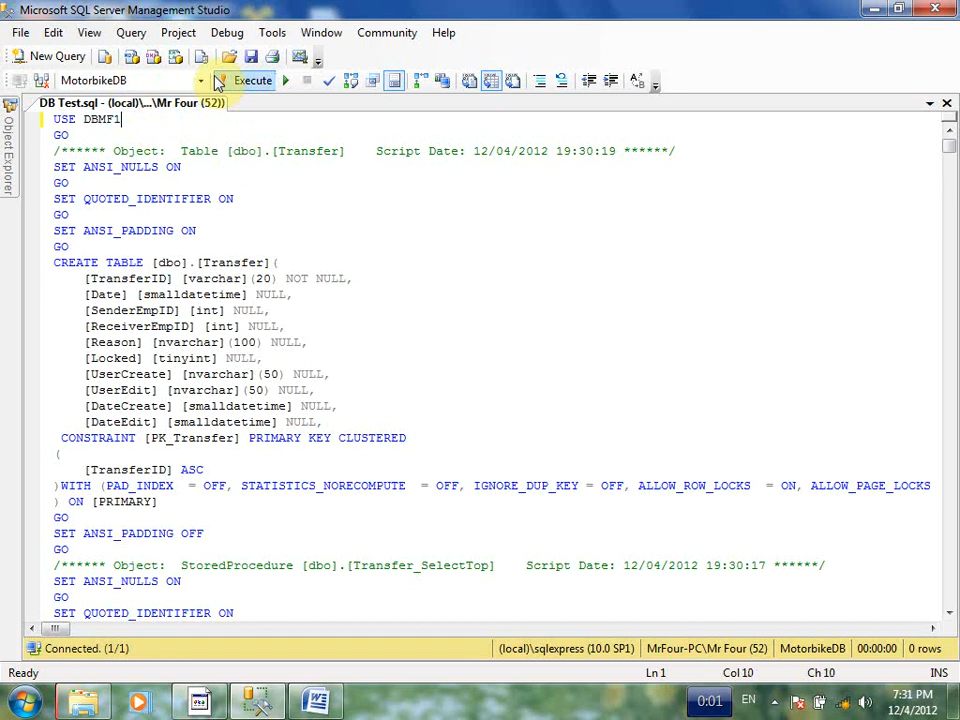 Microsoft SQL Server Management Studio
File Edit View Query Project Debug Tools Window Community Help
New Query
MotorbikeDB Execute
DB Test.sql - (local)\...\Mr Four (52))
Object Explorer
USE DBMF1
GO
/****** Object:  Table [dbo].[Transfer]    Script Date: 12/04/2012 19:30:19 ******/
SET ANSI_NULLS ON
GO
SET QUOTED_IDENTIFIER ON
GO
SET ANSI_PADDING ON
GO
CREATE TABLE [dbo].[Transfer](
[TransferID] [varchar](20) NOT NULL,
[Date] [smalldatetime] NULL,
[SenderEmpID] [int] NULL,
[ReceiverEmpID] [int] NULL,
[Reason] [nvarchar](100) NULL,
[Locked] [tinyint] NULL,
[UserCreate] [nvarchar](50) NULL,
[UserEdit] [nvarchar](50) NULL,
[DateCreate] [smalldatetime] NULL,
[DateEdit] [smalldatetime] NULL,
CONSTRAINT [PK_Transfer] PRIMARY KEY CLUSTERED
(
[TransferID] ASC
)WITH (PAD_INDEX  = OFF, STATISTICS_NORECOMPUTE  = OFF, IGNORE_DUP_KEY = OFF, ALLOW_ROW_LOCKS  = ON, ALLOW_PAGE_LOCKS
) ON [PRIMARY]
GO
SET ANSI_PADDING OFF
GO
/****** Object:  StoredProcedure [dbo].[Transfer_SelectTop]    Script Date: 12/04/2012 19:30:17 ******/
SET ANSI_NULLS ON
GO
SET QUOTED_IDENTIFIER ON
Connected. (1/1) (local)\sqlexpress (10.0 SP1) MrFour-PC\Mr Four (52) MotorbikeDB 00:00:00 0 rows
Ready Ln 1 Col 10 Ch 10 INS
0:01 EN 7:31 PM
12/4/2012